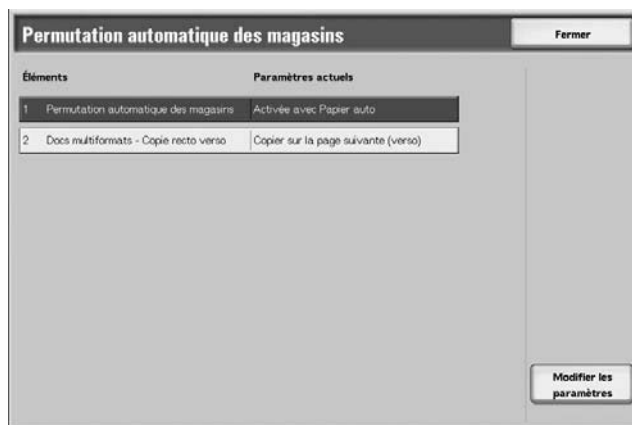 Permutation automatique des magasins
Fermer
Éléments Paramètres actuels
1 Permutation automatique des magasins Activée avec Papier auto
2 Docs multiformats - Copie recto verso Copier sur la page suivante (verso)
Modifier les
paramètres